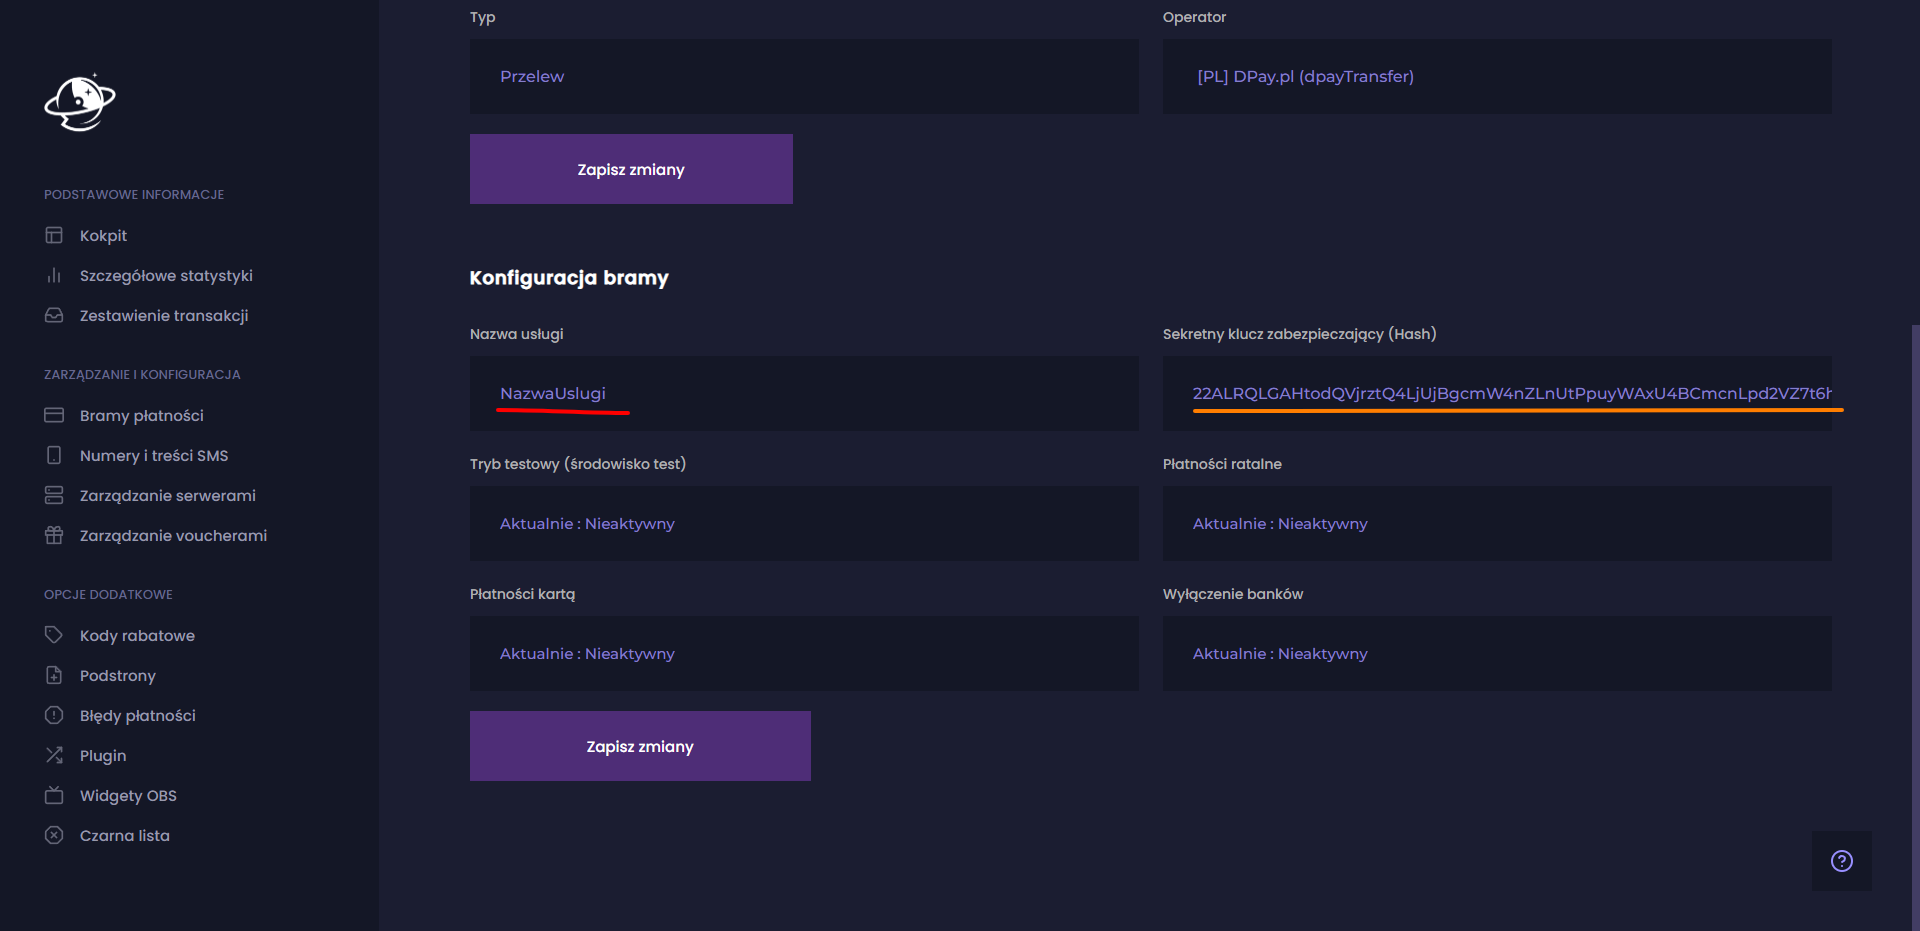 PODSTAWOWE INFORMACJE
Kokpit
Szczegółowe statystyki
Zestawienie transakcji
ZARZĄDZANIE I KONFIGURACJA
Bramy płatności
Numery i treści SMS
Zarządzanie serwerami
Zarządzanie voucherami
OPCJE DODATKOWE
Kody rabatowe
Podstrony
Błędy płatności
Plugin
Widgety OBS
Czarna lista
Typ
Operator
Przelew
[PL] DPay.pl (dpayTransfer)
Zapisz zmiany
Konfiguracja bramy
Nazwa usługi
Sekretny klucz zabezpieczający (Hash)
NazwaUslugi
22ALRQLGAHtodQVjrztQ4LjUjBgcmW4nZLnUtPpuyWAxU4BCmcnLpd2VZ7t6h
Tryb testowy (środowisko test)
Płatności ratalne
Aktualnie : Nieaktywny
Aktualnie : Nieaktywny
Płatności kartą
Wyłączenie banków
Aktualnie : Nieaktywny
Aktualnie : Nieaktywny
Zapisz zmiany